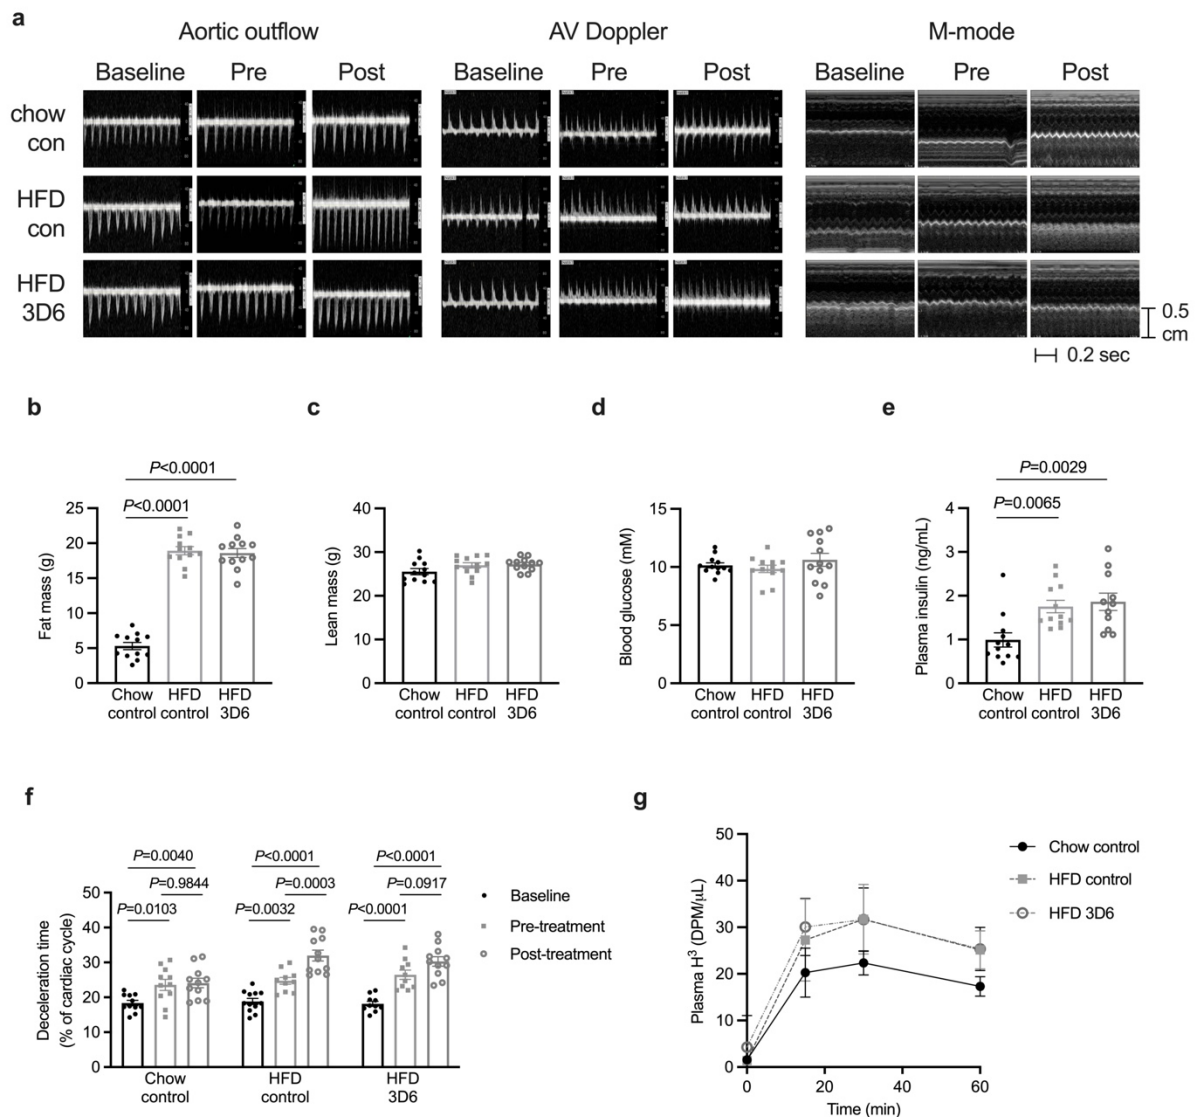 a
Aortic outflow AV Doppler M-mode
Baseline Pre Post Baseline Pre Post Baseline Pre Post
chow
con
HFD
con
HFD
3D6
0.5
cm
0.2 sec
b
P<0.0001
P<0.0001
25
20
15
10
5
0
Fat mass (g)
Chow HFD HFD
control control 3D6
c
40
30
20
10
0
Lean mass (g)
Chow HFD HFD
control control 3D6
d
15
10
5
0
Blood glucose (mM)
Chow HFD HFD
control control 3D6
e
P=0.0029
P=0.0065
4
3
2
1
0
Plasma insulin (ng/mL)
Chow HFD HFD
control control 3D6
f
P=0.0040 P<0.0001 P<0.0001
P=0.9844 P=0.0003 P=0.0917
P=0.0103 P=0.0032 P<0.0001
50
40
30
20
10
0
Deceleration time
(% of cardiac cycle)
Chow HFD HFD
control control 3D6
Baseline
Pre-treatment
Post-treatment
g
50
40
30
20
10
0
Plasma H³ (DPM/μL)
0 20 40 60
Time (min)
Chow control
HFD control
HFD 3D6